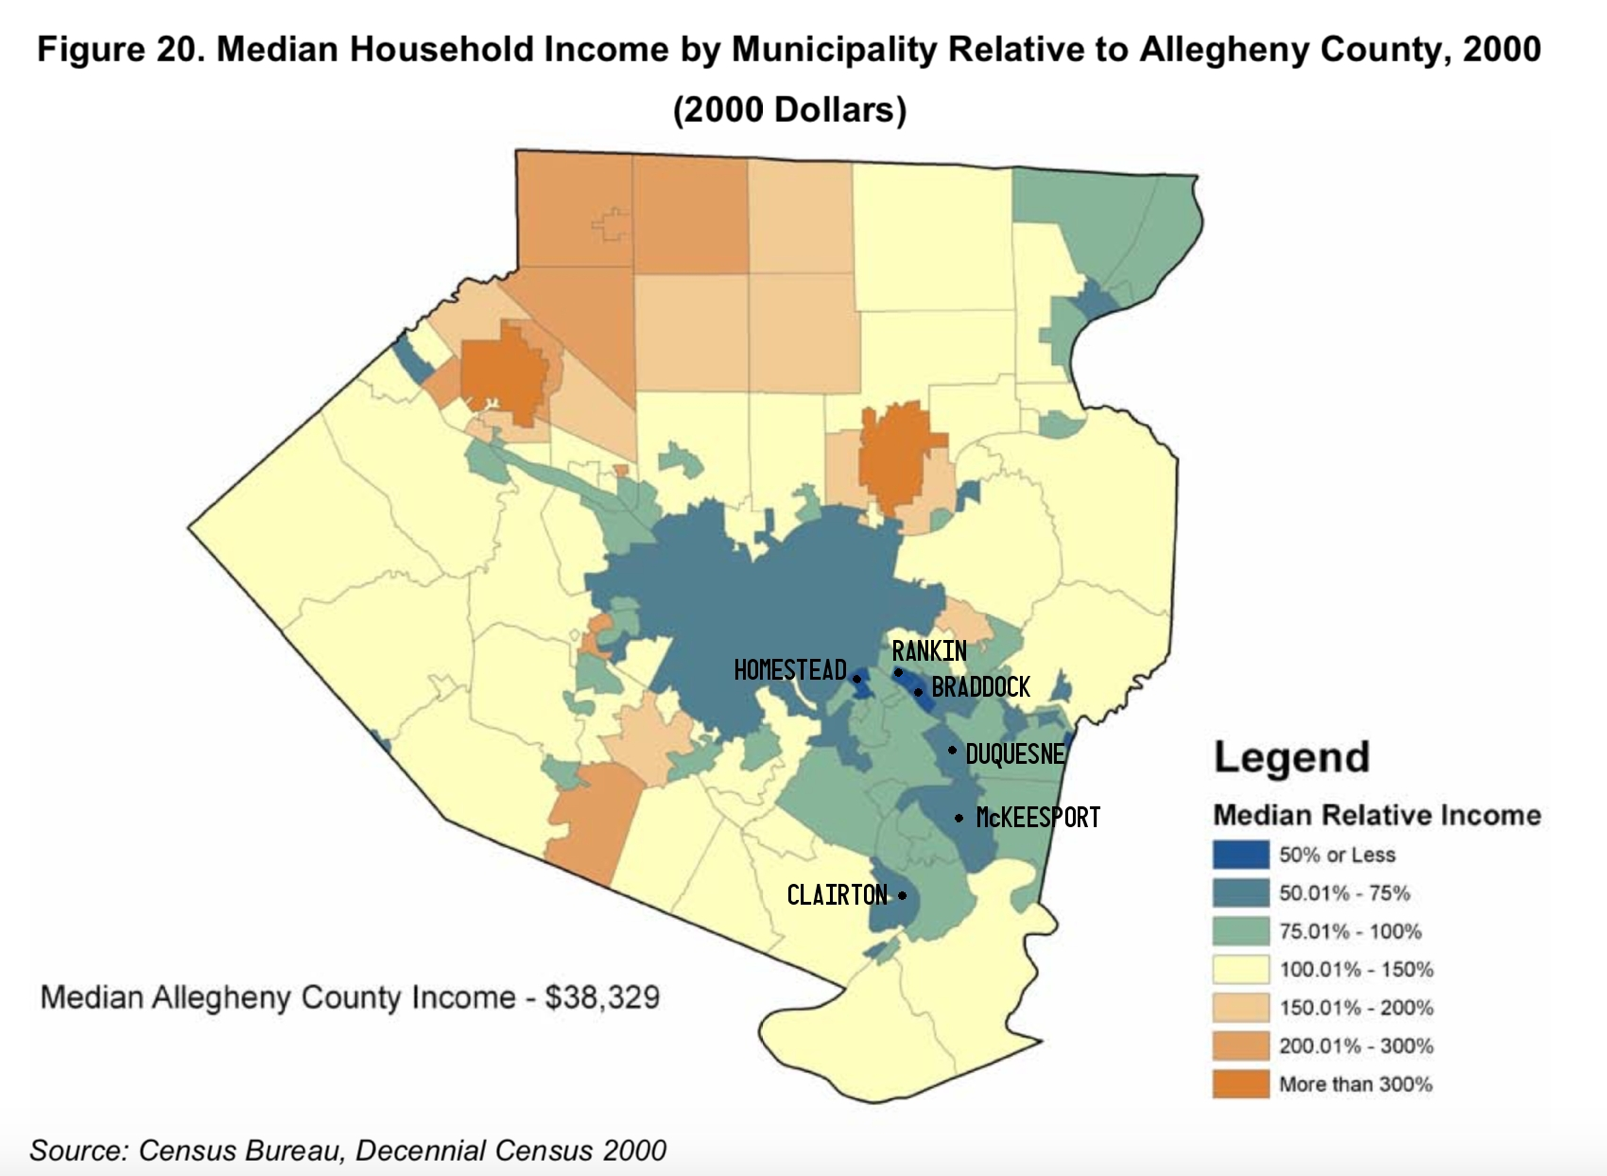 Figure 20. Median Household Income by Municipality Relative to Allegheny County, 2000
(2000 Dollars)
RANKIN
HOMESTEAD
BRADDOCK
DUQUESNE
McKEESPORT
CLAIRTON
Legend
Median Relative Income
50% or Less
50.01% - 75%
75.01% - 100%
100.01% - 150%
150.01% - 200%
200.01% - 300%
More than 300%
Median Allegheny County Income - $38,329
Source: Census Bureau, Decennial Census 2000